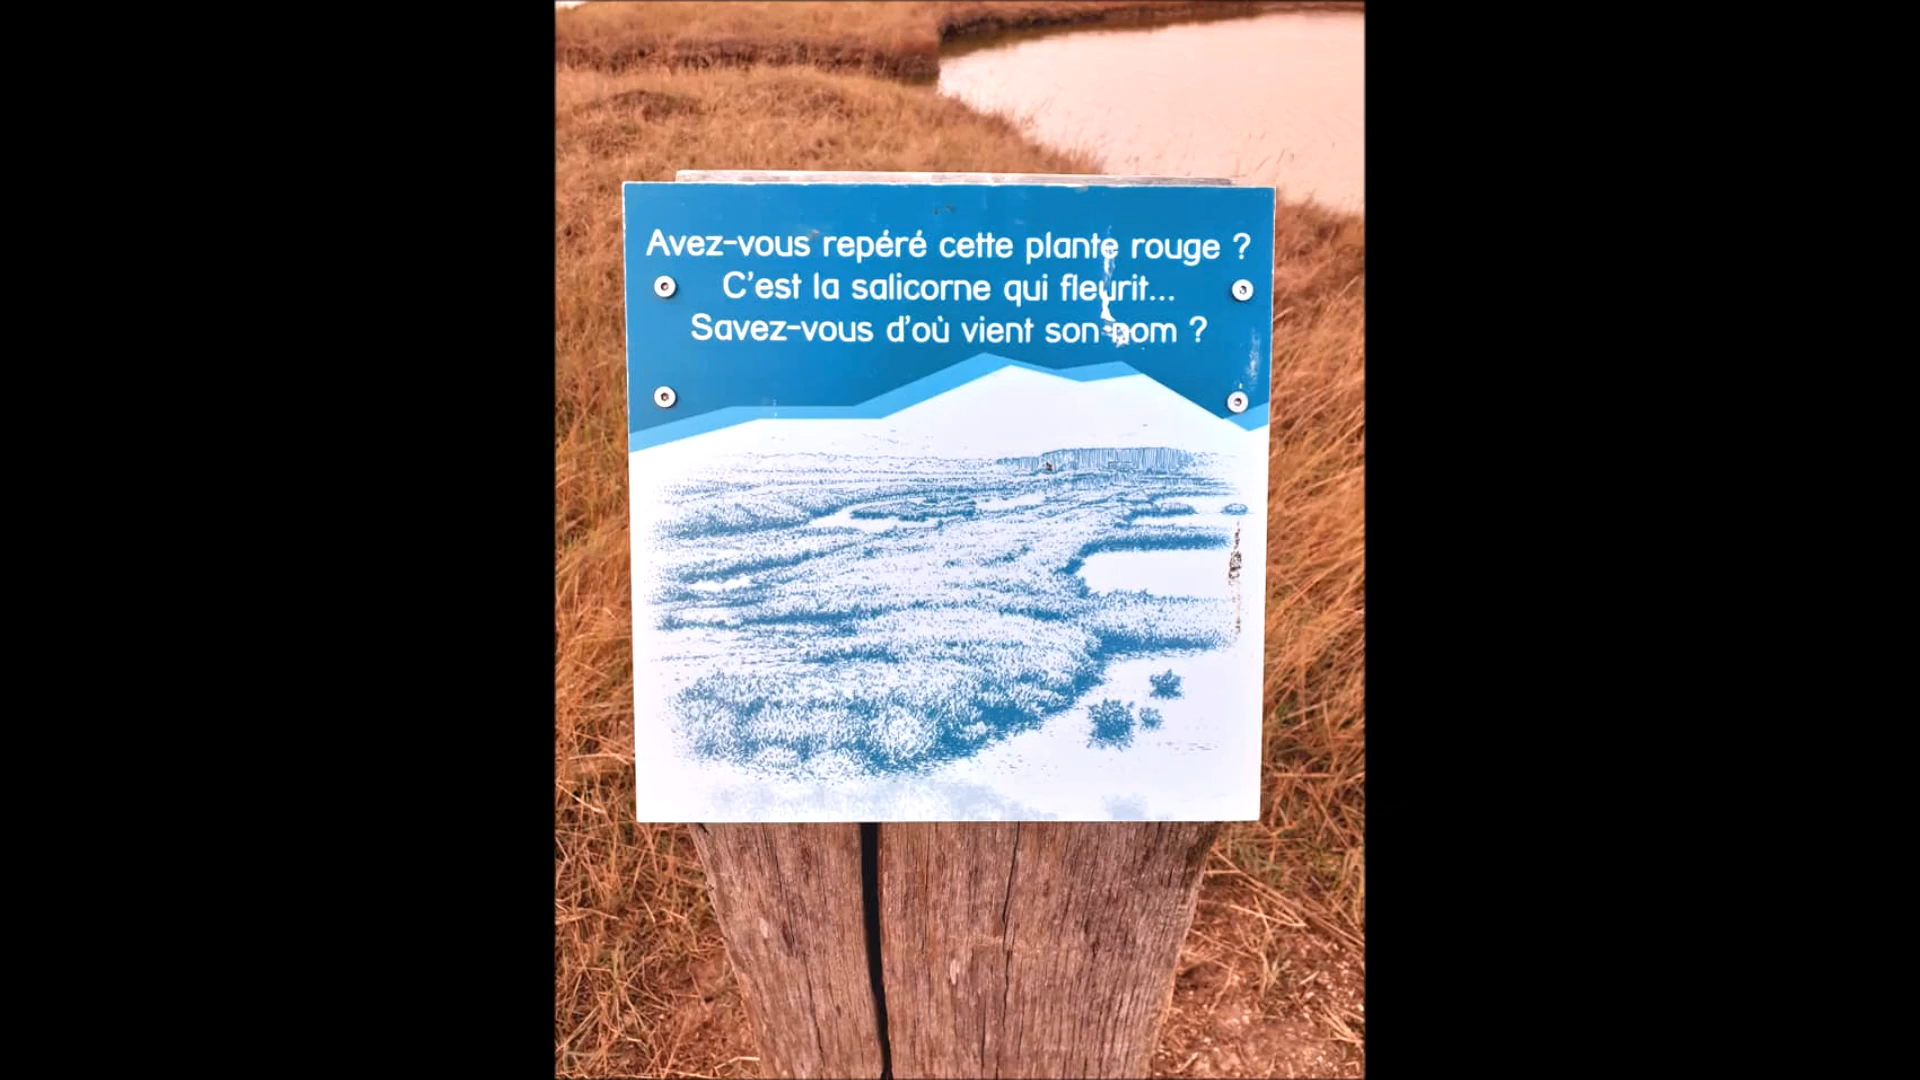 Avez-vous repéré cette plante rouge ?
C'est la salicorne qui fleurit...
Savez-vous d'où vient son nom ?